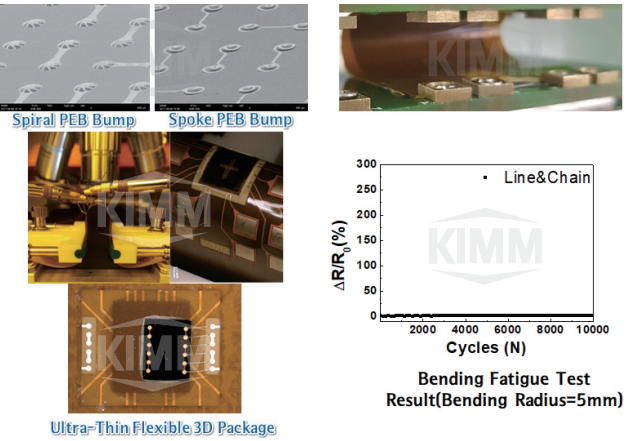 KIMM
Spiral PEB Bump
KIMM
Spoke PEB Bump
KIMM
KIMM
KIMM
Ultra-Thin Flexible 3D Package
300
250
200
150
100
50
0
ΔR/R0(%)
Line&Chain
KIMM
2000 4000 6000 8000 10000
Cycles (N)
Bending Fatigue Test
Result(Bending Radius=5mm)